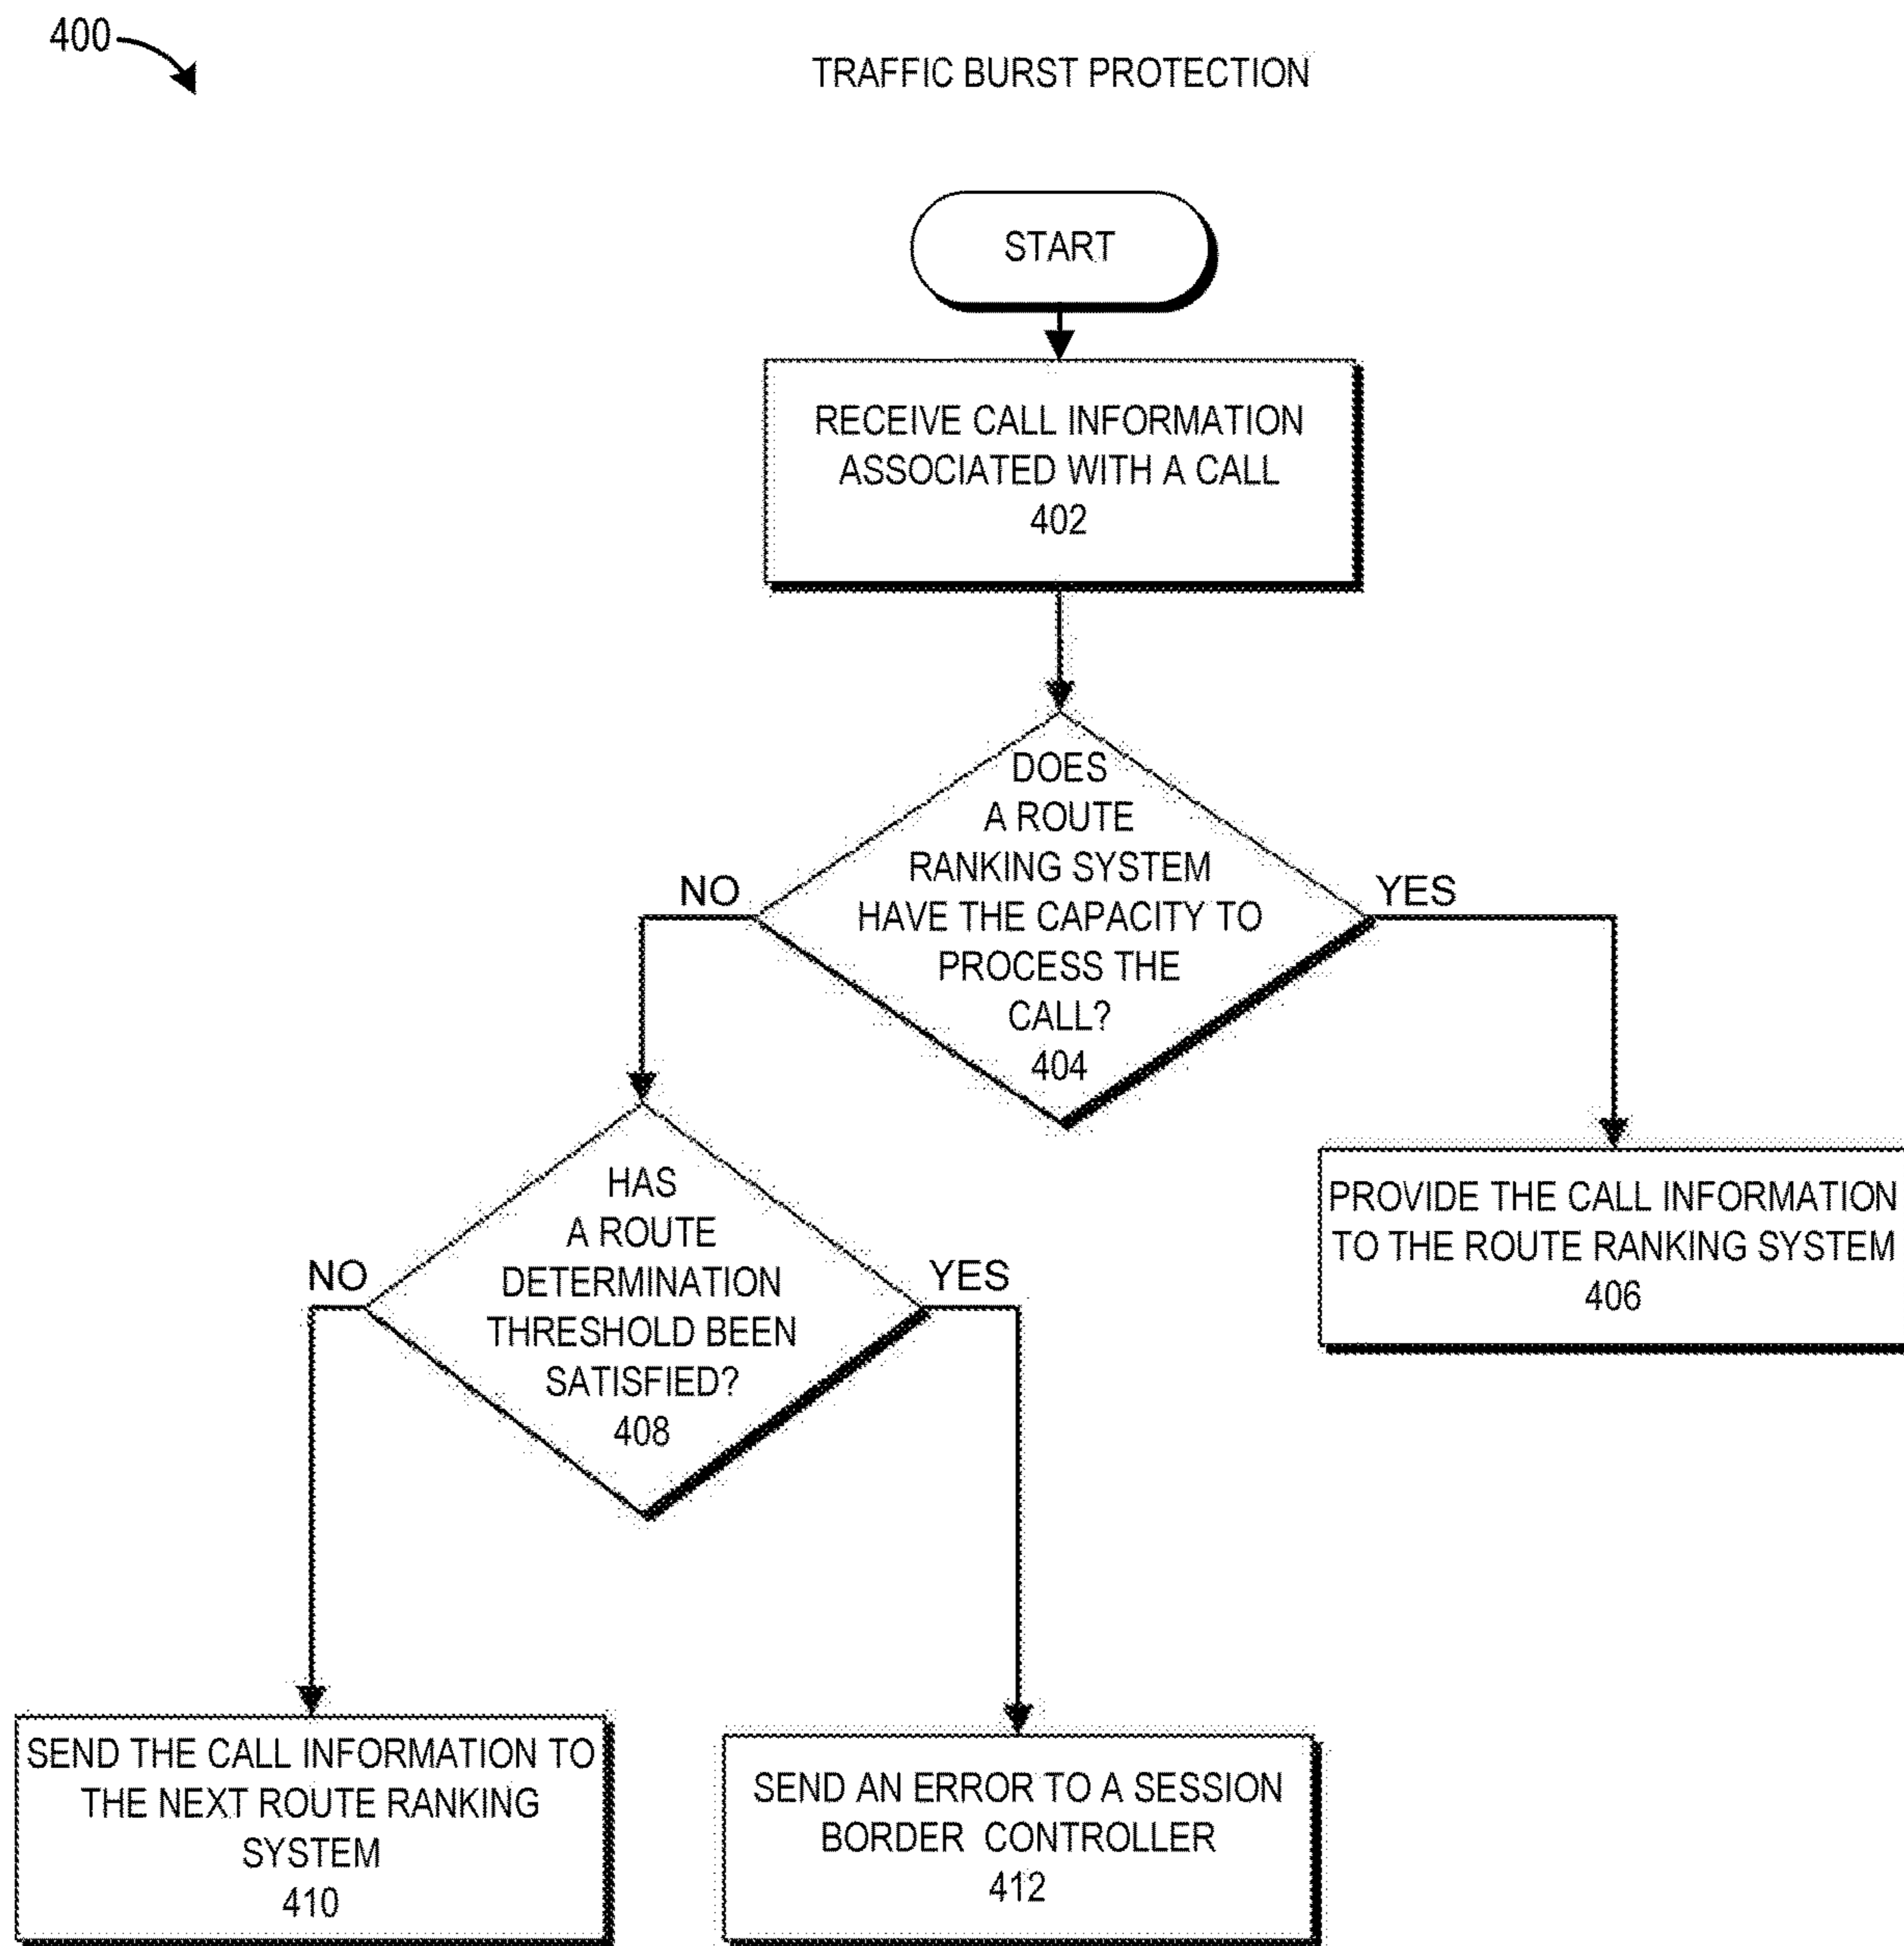 400
TRAFFIC BURST PROTECTION
START
RECEIVE CALL INFORMATION
ASSOCIATED WITH A CALL
402
DOES
A ROUTE
RANKING SYSTEM
HAVE THE CAPACITY TO
PROCESS THE
CALL?
404
NO
YES
PROVIDE THE CALL INFORMATION
TO THE ROUTE RANKING SYSTEM
406
HAS
A ROUTE
DETERMINATION
THRESHOLD BEEN
SATISFIED?
408
NO
YES
SEND THE CALL INFORMATION TO
THE NEXT ROUTE RANKING
SYSTEM
410
SEND AN ERROR TO A SESSION
BORDER CONTROLLER
412